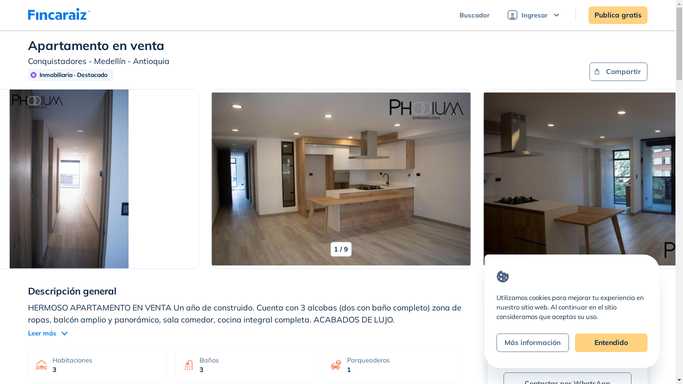 Fincaraiz
Buscador
Ingresar
Publica gratis
Apartamento en venta
Conquistadores - Medellín - Antioquia
Inmobiliaria · Destacado
Compartir
PHODIUM
1 / 9
Descripción general
HERMOSO APARTAMENTO EN VENTA Un año de construido. Cuenta con 3 alcobas (dos con baño completo) zona de
ropas, balcón amplio y panorámico, sala comedor, cocina integral completa. ACABADOS DE LUJO.
Leer más
Habitaciones
3
Baños
3
Parqueaderos
1
Utilizamos cookies para mejorar tu experiencia en
nuestro sitio web. Al continuar en el sitio
consideramos que aceptas su uso.
Más información
Entendido
Contactar por WhatsApp